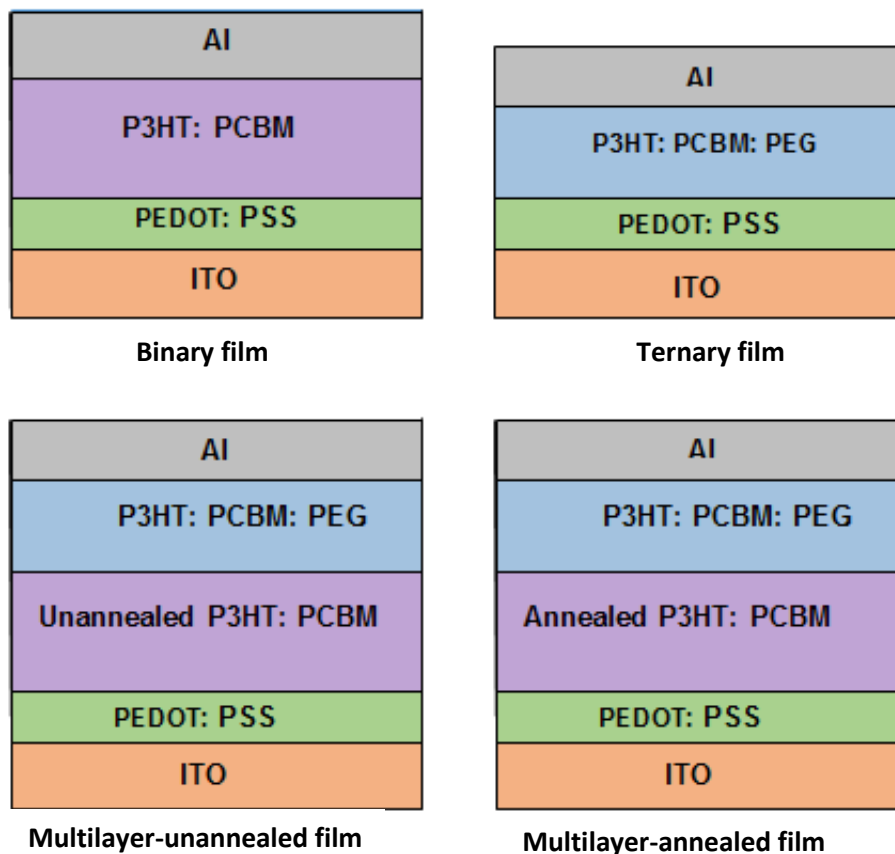 Al
P3HT: PCBM
PEDOT: PSS
ITO
Binary film
Al
P3HT: PCBM: PEG
PEDOT: PSS
ITO
Ternary film
Al
P3HT: PCBM: PEG
Unannealed P3HT: PCBM
PEDOT: PSS
ITO
Multilayer-unannealed film
Al
P3HT: PCBM: PEG
Annealed P3HT: PCBM
PEDOT: PSS
ITO
Multilayer-annealed film